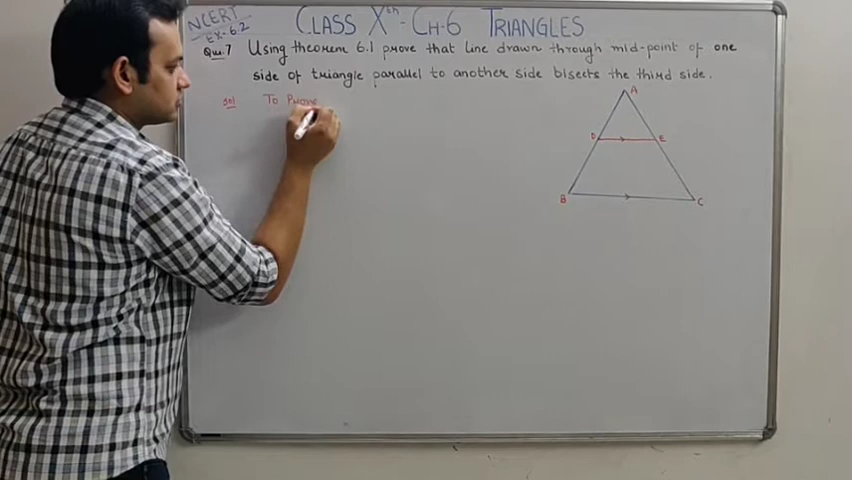 NCERT
EX-6.2
CLASS Xth - CH-6 TRIANGLES
Que.7 Using theorem 6.1 prove that line drawn through mid-point of one
side of triangle parallel to another side bisects the third side.
Sol To Prove
A
D E
B C